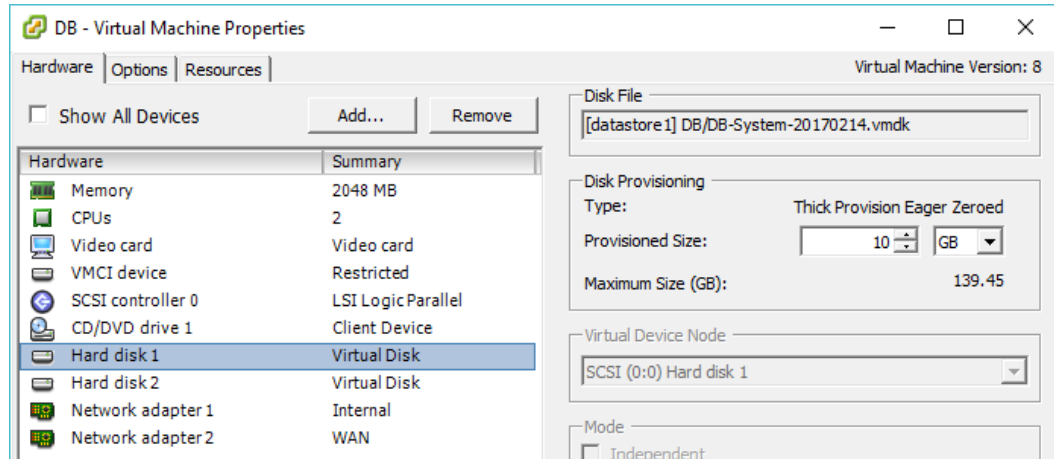 DB - Virtual Machine Properties
Hardware Options Resources Virtual Machine Version: 8
Show All Devices Add... Remove
Hardware Summary
Memory 2048 MB
CPUs 2
Video card Video card
VMCI device Restricted
SCSI controller 0 LSI Logic Parallel
CD/DVD drive 1 Client Device
Hard disk 1 Virtual Disk
Hard disk 2 Virtual Disk
Network adapter 1 Internal
Network adapter 2 WAN
Disk File
[datastore1] DB/DB-System-20170214.vmdk
Disk Provisioning
Type: Thick Provision Eager Zeroed
Provisioned Size: 10 GB
Maximum Size (GB): 139.45
Virtual Device Node
SCSI (0:0) Hard disk 1
Mode
Independent